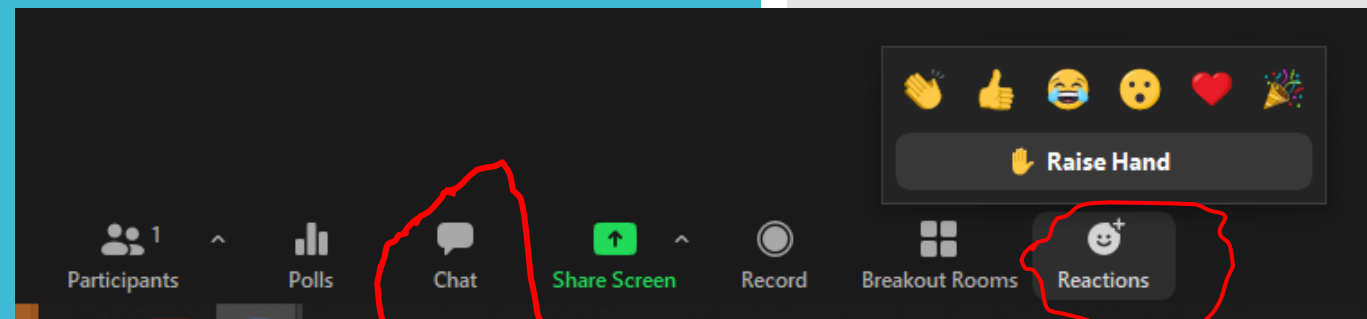 Raise Hand
1
Participants
Polls
Chat
Share Screen
Record
Breakout Rooms
Reactions